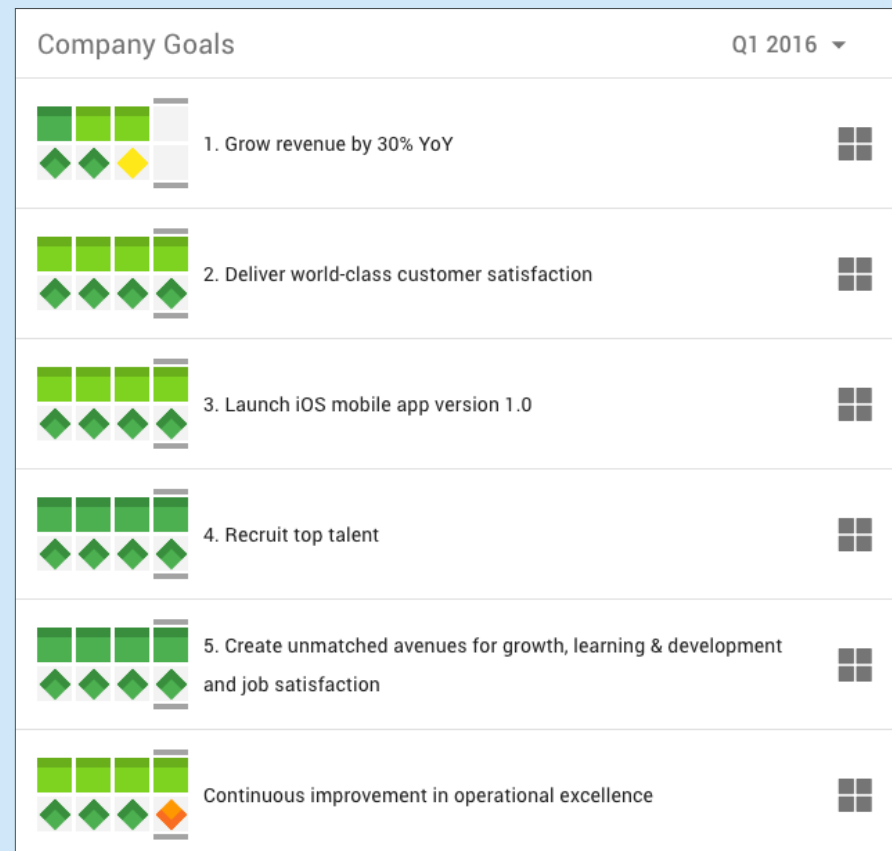 Company Goals
Q1 2016
1. Grow revenue by 30% YoY
2. Deliver world-class customer satisfaction
3. Launch iOS mobile app version 1.0
4. Recruit top talent
5. Create unmatched avenues for growth, learning & development
and job satisfaction
Continuous improvement in operational excellence